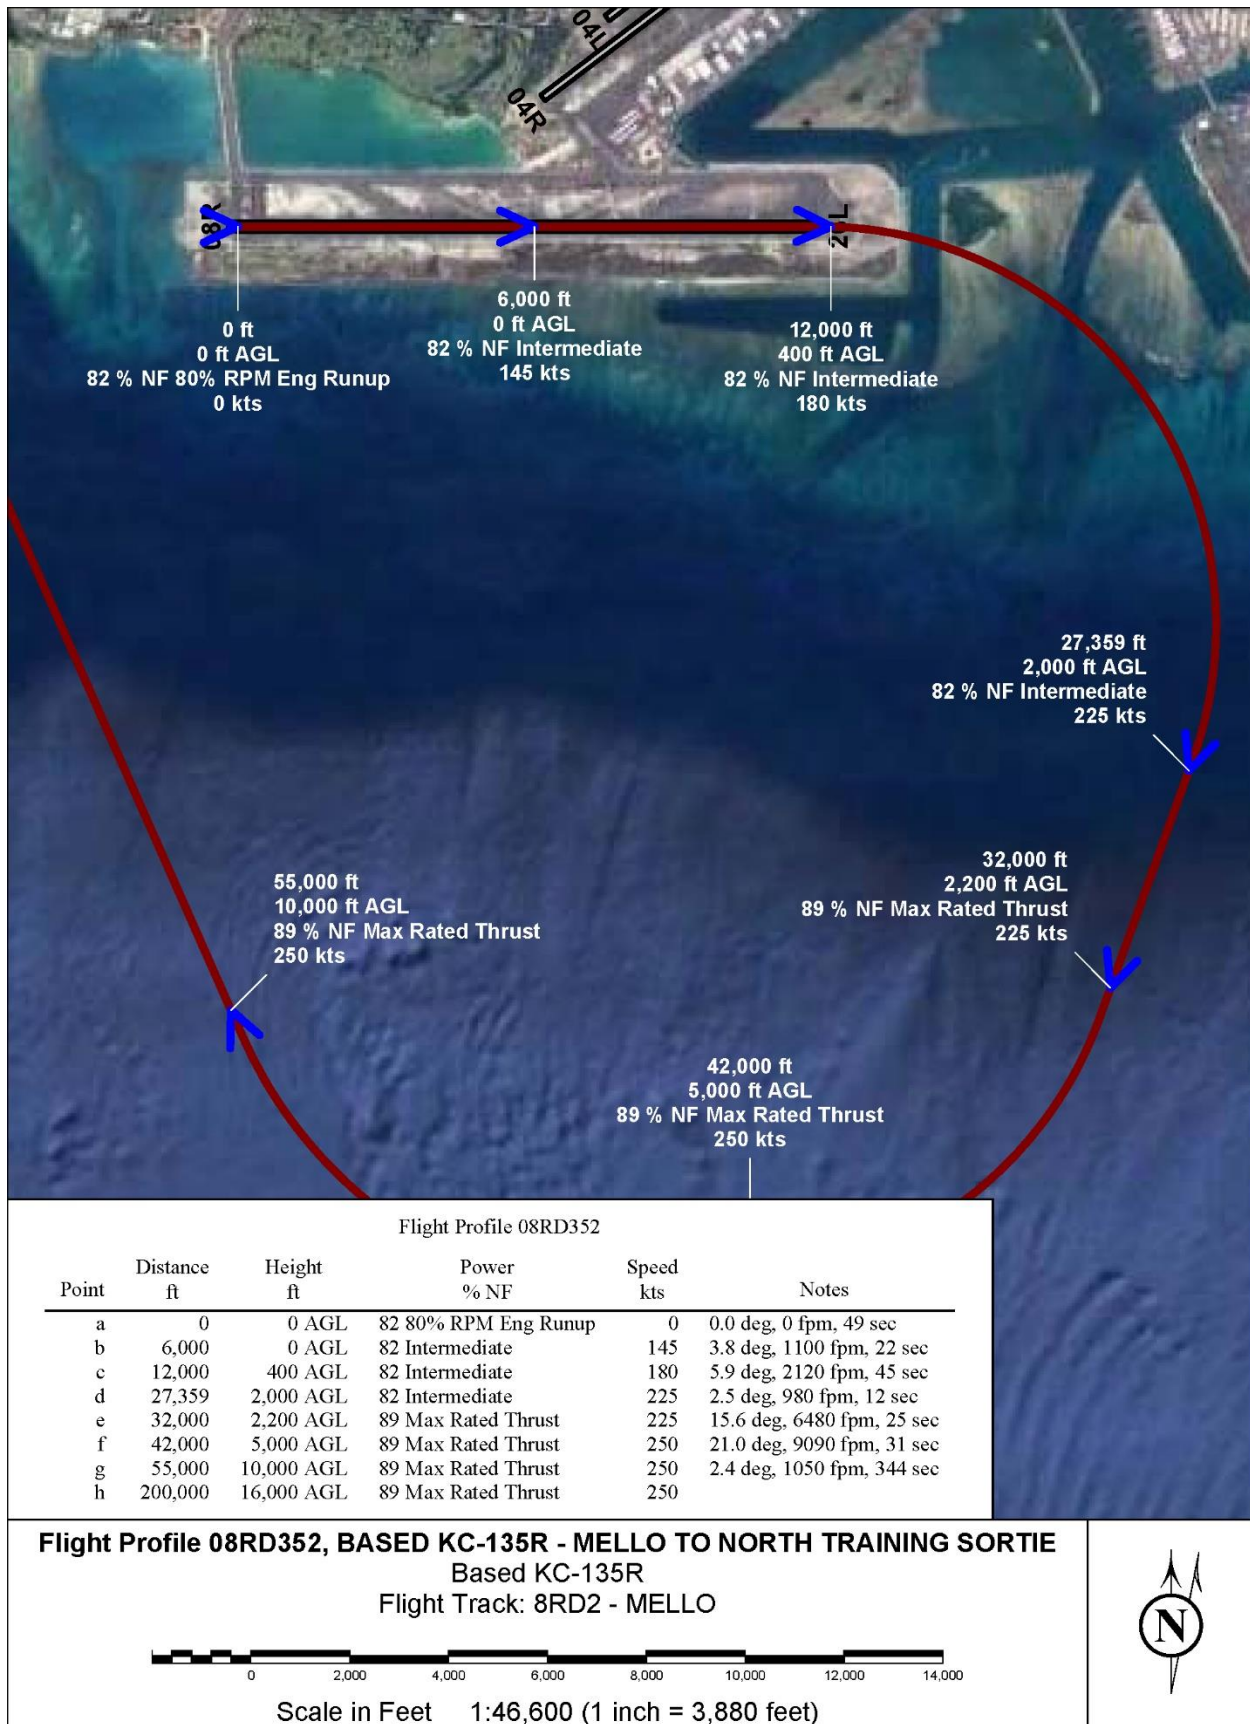 04L
04R
08R
26L
0 ft
0 ft AGL
82 % NF 80% RPM Eng Runup
0 kts
6,000 ft
0 ft AGL
82 % NF Intermediate
145 kts
12,000 ft
400 ft AGL
82 % NF Intermediate
180 kts
27,359 ft
2,000 ft AGL
82 % NF Intermediate
225 kts
32,000 ft
2,200 ft AGL
89 % NF Max Rated Thrust
225 kts
55,000 ft
10,000 ft AGL
89 % NF Max Rated Thrust
250 kts
42,000 ft
5,000 ft AGL
89 % NF Max Rated Thrust
250 kts
Flight Profile 08RD352
Distance Height Power Speed
Point ft ft % NF kts Notes
a 0 0 AGL 82 80% RPM Eng Runup 0 0.0 deg, 0 fpm, 49 sec
b 6,000 0 AGL 82 Intermediate 145 3.8 deg, 1100 fpm, 22 sec
c 12,000 400 AGL 82 Intermediate 180 5.9 deg, 2120 fpm, 45 sec
d 27,359 2,000 AGL 82 Intermediate 225 2.5 deg, 980 fpm, 12 sec
e 32,000 2,200 AGL 89 Max Rated Thrust 225 15.6 deg, 6480 fpm, 25 sec
f 42,000 5,000 AGL 89 Max Rated Thrust 250 21.0 deg, 9090 fpm, 31 sec
g 55,000 10,000 AGL 89 Max Rated Thrust 250 2.4 deg, 1050 fpm, 344 sec
h 200,000 16,000 AGL 89 Max Rated Thrust 250
Flight Profile 08RD352, BASED KC-135R - MELLO TO NORTH TRAINING SORTIE
Based KC-135R
Flight Track: 8RD2 - MELLO
0 2,000 4,000 6,000 8,000 10,000 12,000 14,000
Scale in Feet 1:46,600 (1 inch = 3,880 feet)
N